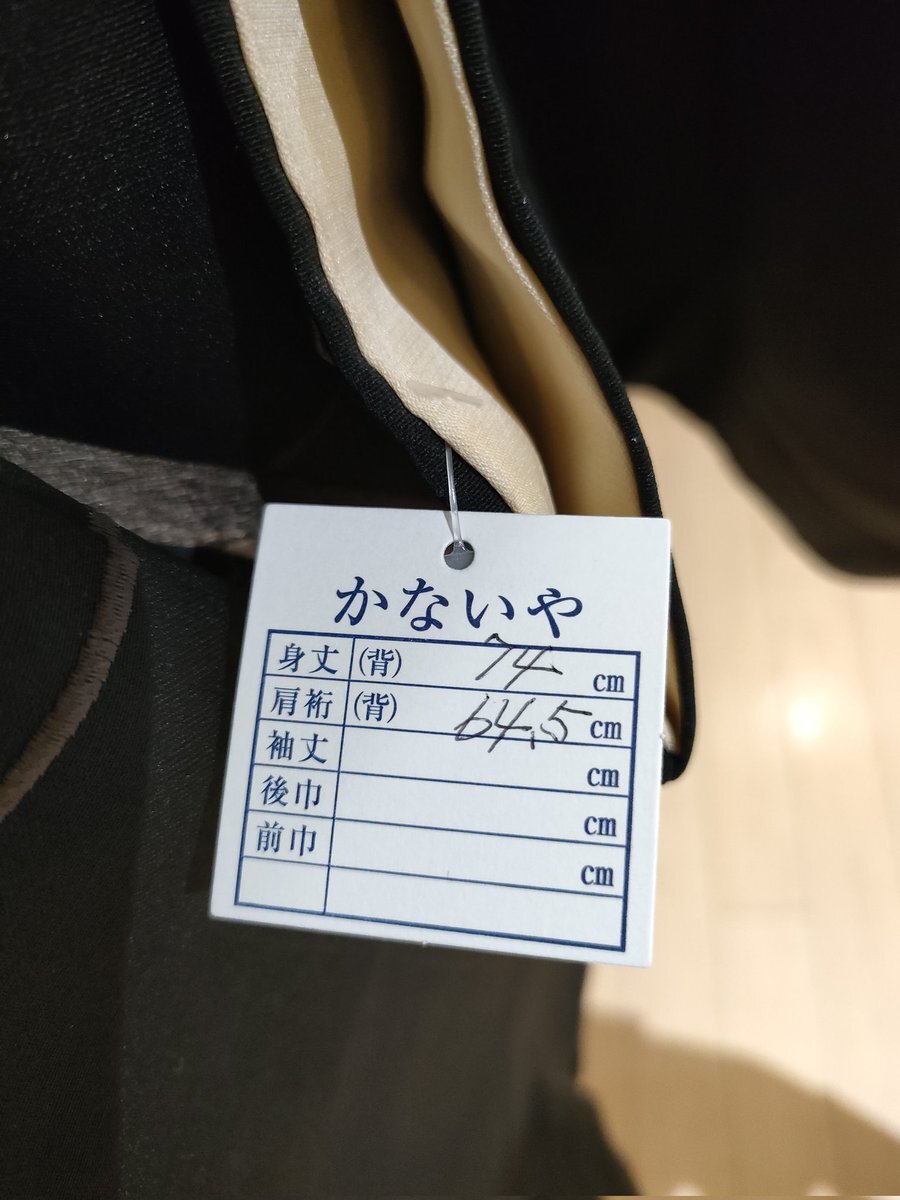 かないや
身丈 (背) 74 cm
肩裄 (背) 64.5 cm
袖丈 cm
後巾 cm
前巾 cm